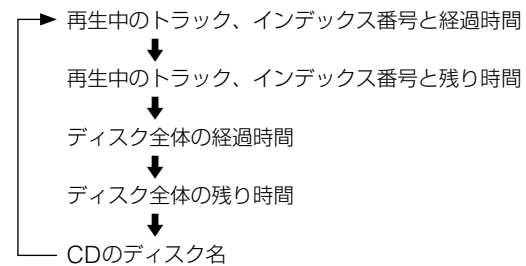 再生中のトラック、インデックス番号と経過時間
再生中のトラック、インデックス番号と残り時間
ディスク全体の経過時間
ディスク全体の残り時間
CDのディスク名